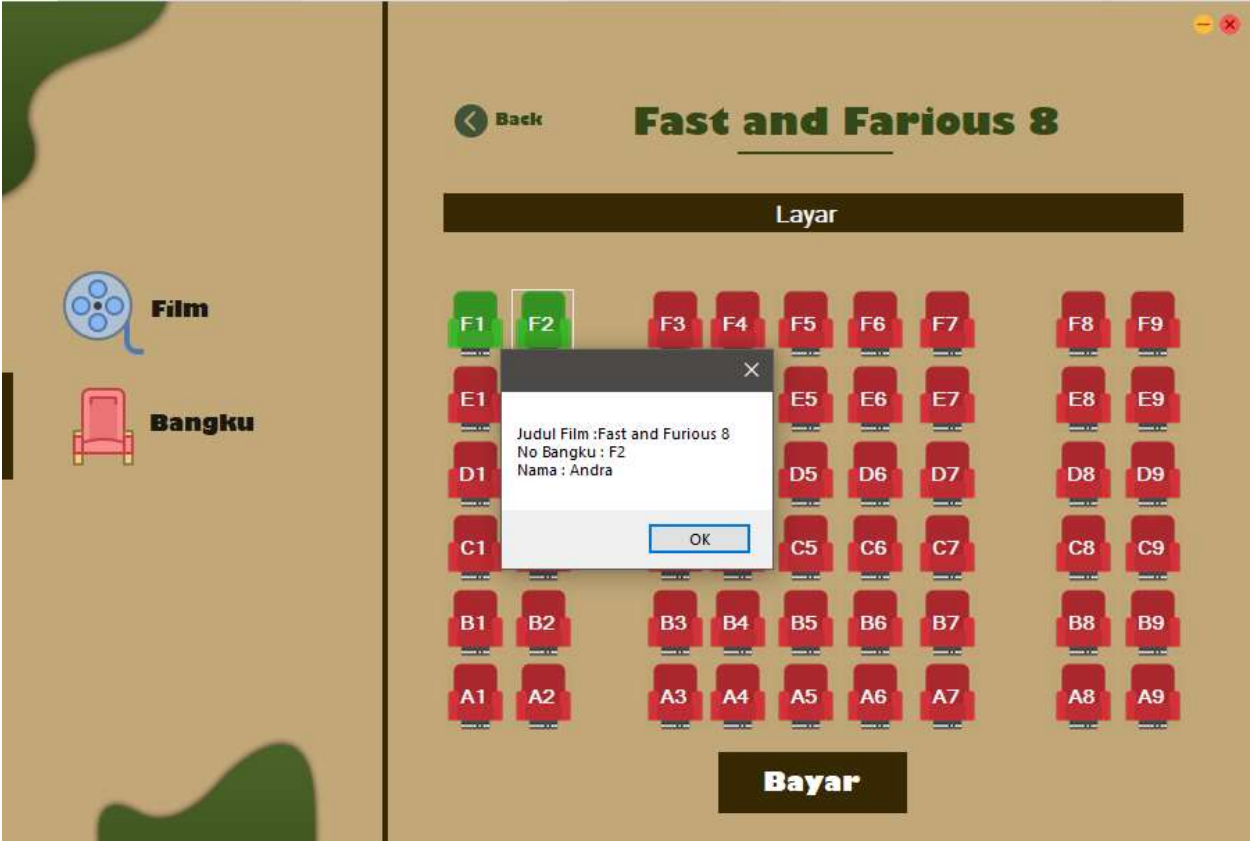 Back
Fast and Farious 8
Layar
Film
Bangku
F1 F2 F3 F4 F5 F6 F7 F8 F9
E1 E5 E6 E7 E8 E9
Judul Film :Fast and Furious 8
No Bangku : F2
Nama : Andra
D1 D5 D6 D7 D8 D9
OK
C1 C5 C6 C7 C8 C9
B1 B2 B3 B4 B5 B6 B7 B8 B9
A1 A2 A3 A4 A5 A6 A7 A8 A9
Bayar